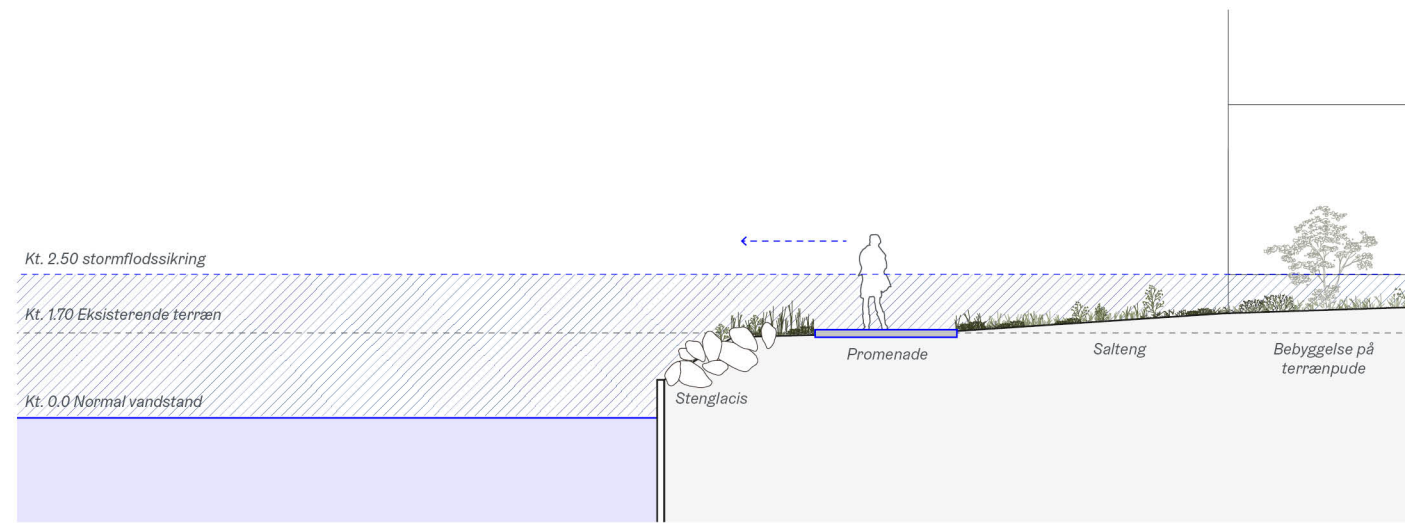 Kt. 2.50 stormflodssikring
Kt. 1.70 Eksisterende terræn
Kt. 0.0 Normal vandstand
Stenglacis
Promenade
Salteng
Bebyggelse på
terrænpude